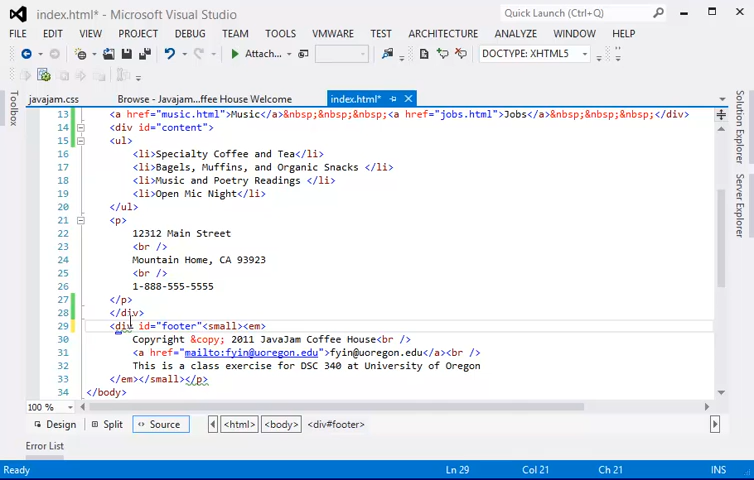 index.html* - Microsoft Visual Studio
Quick Launch (Ctrl+Q)
FILE EDIT VIEW PROJECT DEBUG TEAM TOOLS VMWARE TEST ARCHITECTURE ANALYZE WINDOW HELP
Attach... DOCTYPE: XHTML5
javajam.css Browse - Javajam...ffee House Welcome index.html*
Toolbox
Solution Explorer
Server Explorer
13 <a href="music.html">Music</a>&nbsp;&nbsp;&nbsp;<a href="jobs.html">Jobs</a>&nbsp;&nbsp;&nbsp;</div>
14 <div id="content">
15 <ul>
16 <li>Specialty Coffee and Tea</li>
17 <li>Bagels, Muffins, and Organic Snacks </li>
18 <li>Music and Poetry Readings </li>
19 <li>Open Mic Night</li>
20 </ul>
21 <p>
22 12312 Main Street
23 <br />
24 Mountain Home, CA 93923
25 <br />
26 1-888-555-5555
27 </p>
28 </div>
29 <div id="footer"<small><em>
30 Copyright &copy; 2011 JavaJam Coffee House<br />
31 <a href="mailto:fyin@uoregon.edu">fyin@uoregon.edu</a><br />
32 This is a class exercise for DSC 340 at University of Oregon
33 </em></small></p>
34 </body>
100 %
Design Split Source <html> <body> <div#footer>
Error List
Ready Ln 29 Col 21 Ch 21 INS